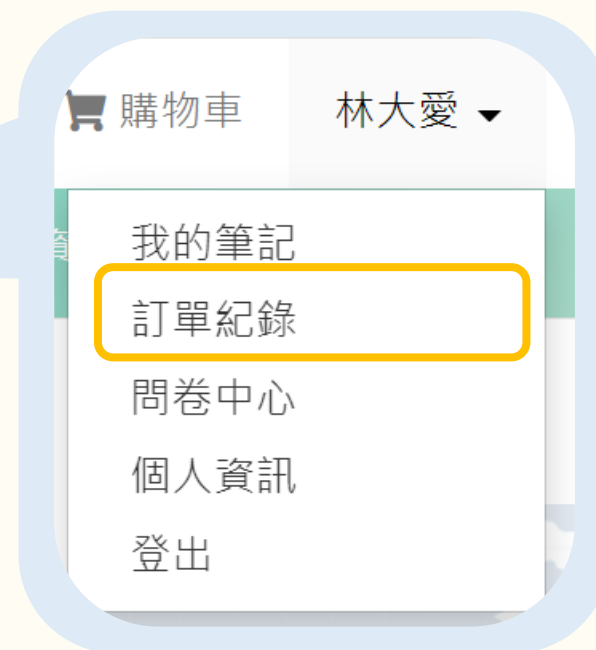 購物車 林大愛
我的筆記
訂單紀錄
問卷中心
個人資訊
登出